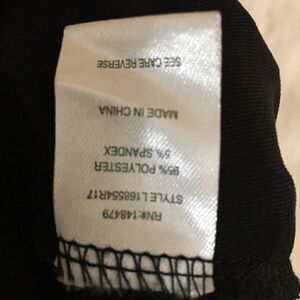 RN#:148479
STYLE L168554R17
95% POLYESTER
5% SPANDEX
MADE IN CHINA
SEE CARE REVERSE